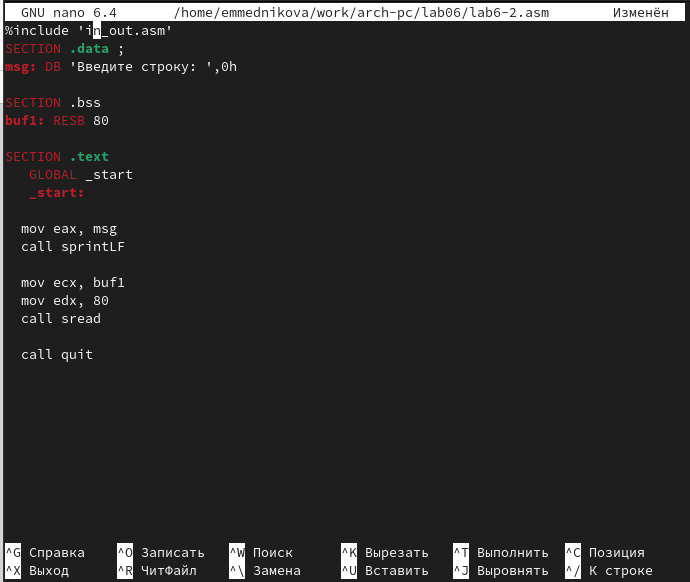 GNU nano 6.4 /home/emmednikova/work/arch-pc/lab06/lab6-2.asm Изменён
%include 'in_out.asm'
SECTION .data ;
msg: DB 'Введите строку: ',0h
SECTION .bss
buf1: RESB 80
SECTION .text
GLOBAL _start
_start:
mov eax, msg
call sprintLF
mov ecx, buf1
mov edx, 80
call sread
call quit
^G Справка ^O Записать ^W Поиск ^K Вырезать ^T Выполнить ^C Позиция
^X Выход ^R ЧитФайл ^\ Замена ^U Вставить ^J Выровнять ^/ К строке